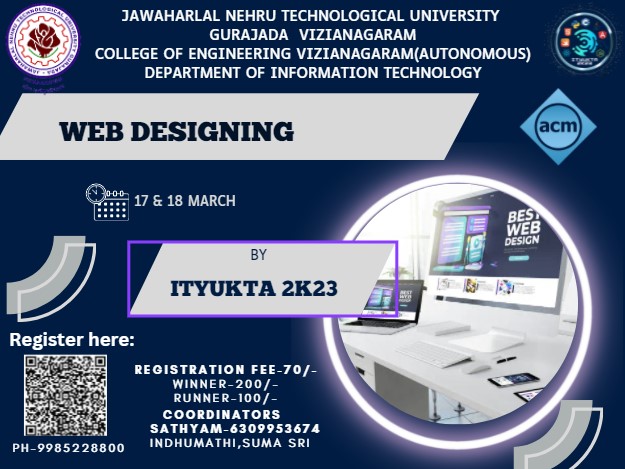 JAWAHARLAL NEHRU TECHNOLOGICAL UNIVERSITY
GURAJADA VIZIANAGARAM
COLLEGE OF ENGINEERING VIZIANAGARAM(AUTONOMOUS)
DEPARTMENT OF INFORMATION TECHNOLOGY
acm
WEB DESIGNING
17 & 18 MARCH
BEST
WEB
DESIGN
BY
ITYUKTA 2K23
Register here:
REGISTRATION FEE-70/-
WINNER-200/-
RUNNER-100/-
COORDINATORS
SATHYAM-6309953674
INDHUMATHI,SUMA SRI
PH-9985228800